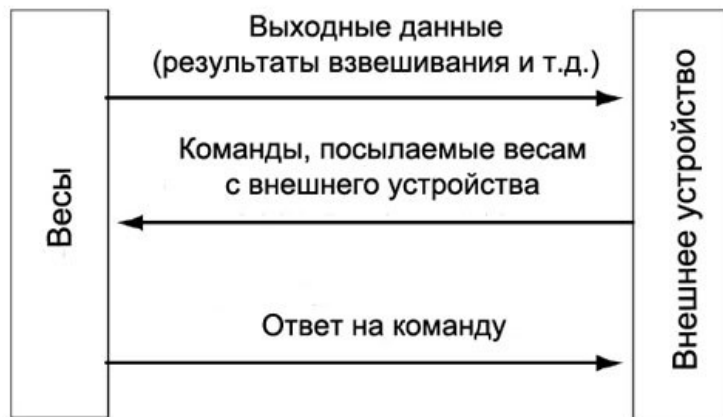 Выходные данные
(результаты взвешивания и т.д.)
Команды, посылаемые весам
с внешнего устройства
Весы
Внешнее устройство
Ответ на команду